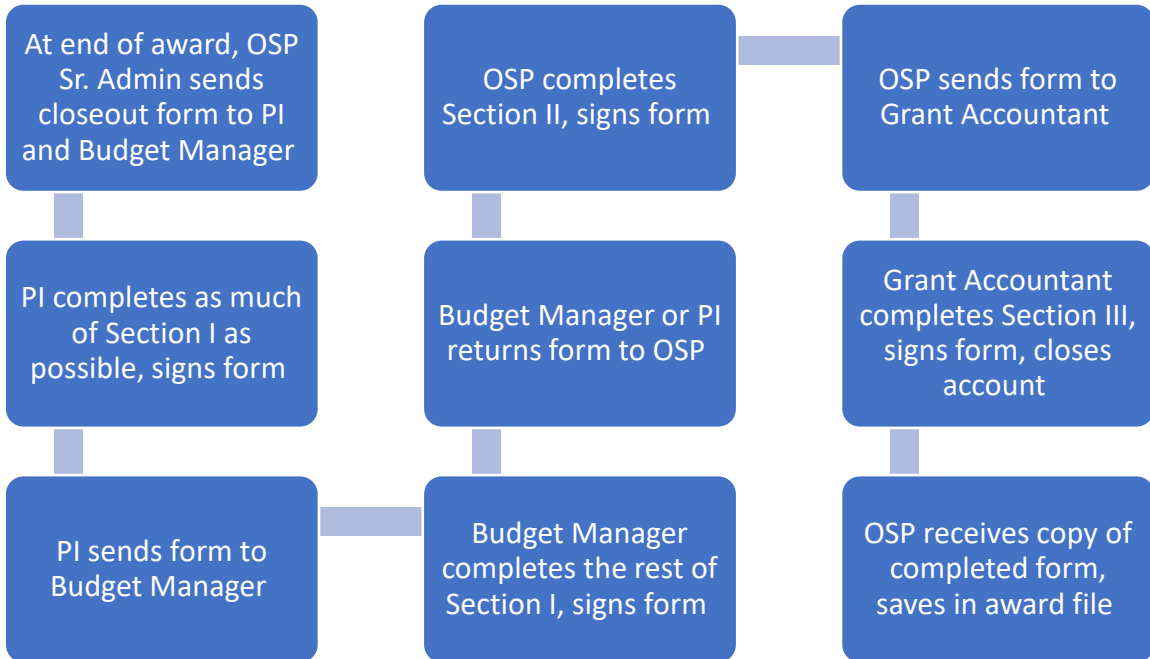 At end of award, OSP
Sr. Admin sends
closeout form to PI
and Budget Manager
PI completes as much
of Section I as
possible, signs form
PI sends form to
Budget Manager
Budget Manager
completes the rest of
Section I, signs form
Budget Manager or PI
returns form to OSP
OSP completes
Section II, signs form
OSP sends form to
Grant Accountant
Grant Accountant
completes Section III,
signs form, closes
account
OSP receives copy of
completed form,
saves in award file